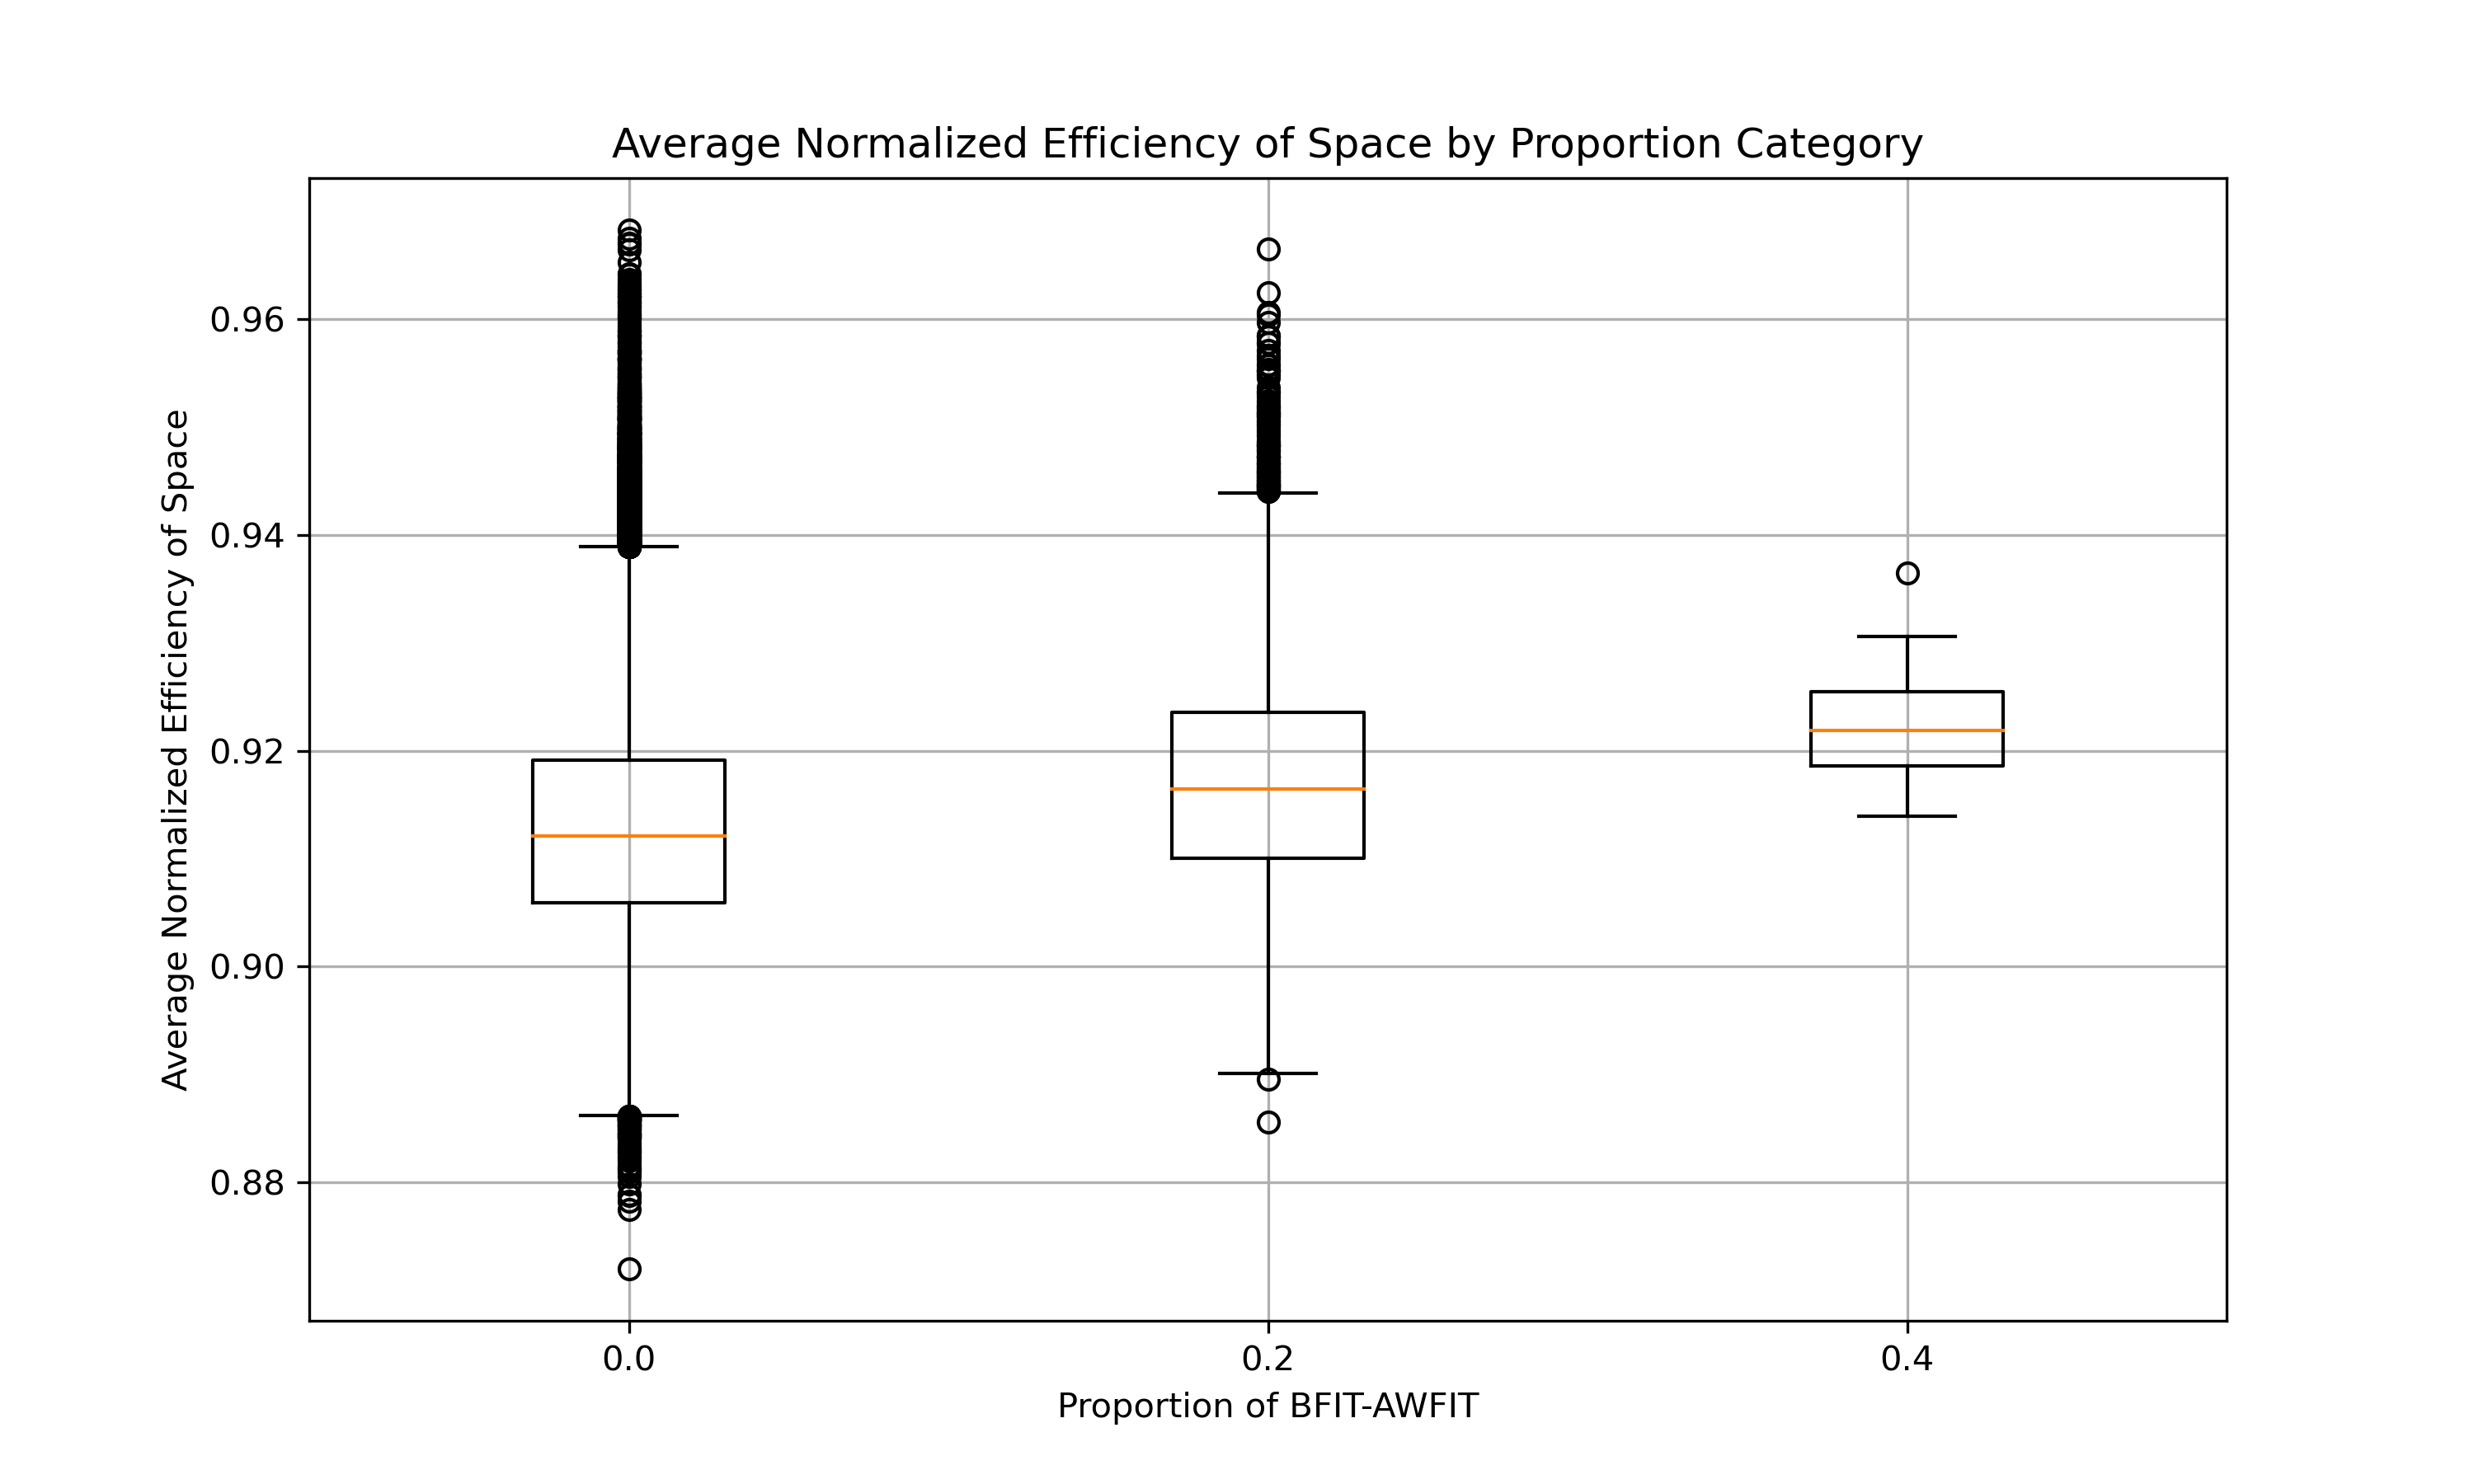 Average Normalized Efficiency of Space by Proportion Category
Average Normalized Efficiency of Space
0.96
0.94
0.92
0.90
0.88
0.0
0.2
0.4
Proportion of BFIT-AWFIT